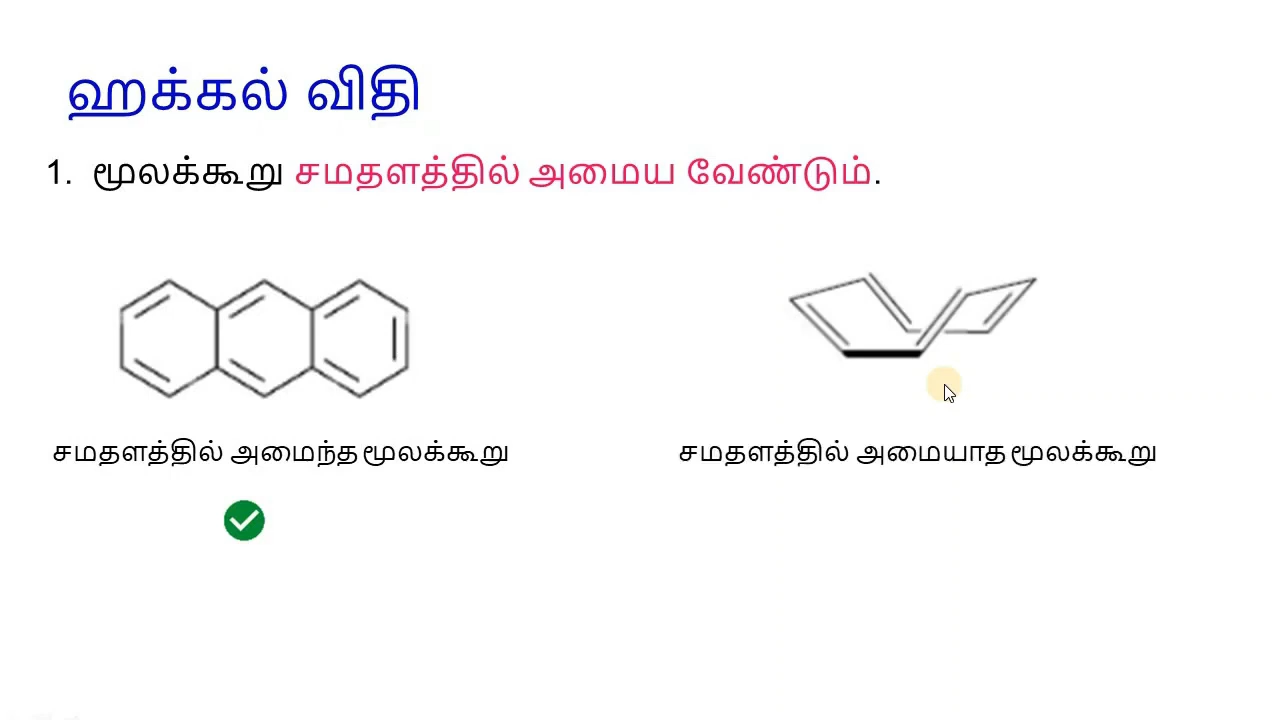 ஹக்கல் விதி
1. மூலக்கூறு சமதளத்தில் அமைய வேண்டும்.
சமதளத்தில் அமைந்த மூலக்கூறு
சமதளத்தில் அமையாத மூலக்கூறு